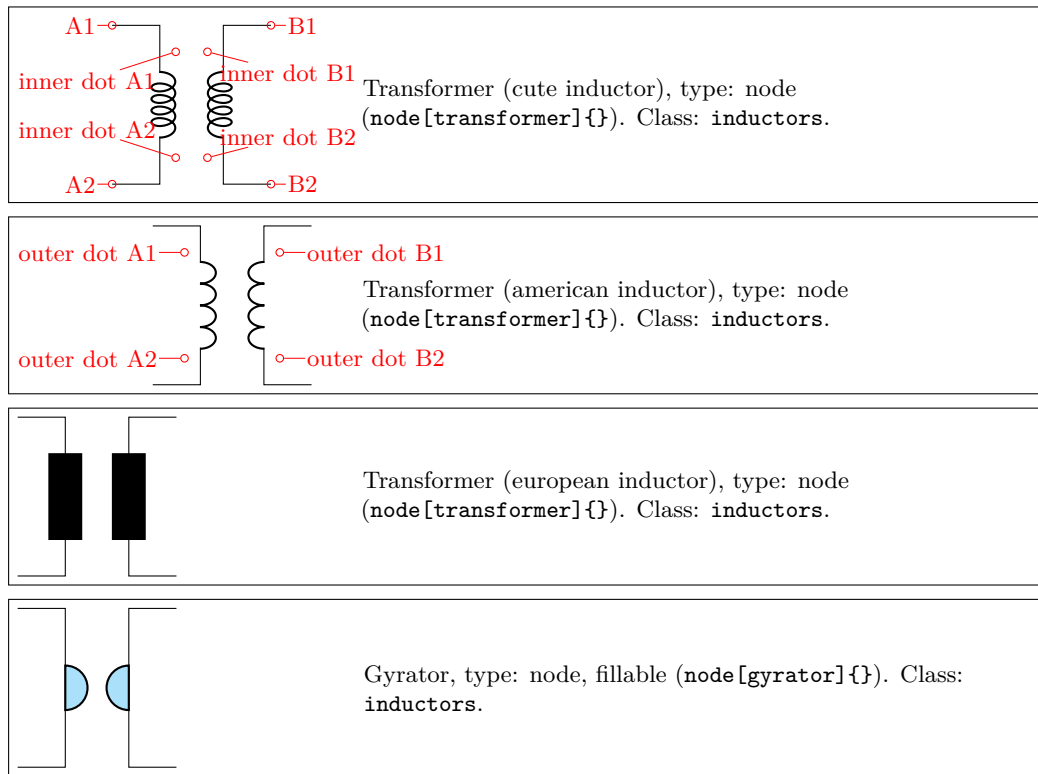 A1
B1
inner dot A1
inner dot B1
inner dot A2
inner dot B2
A2
B2
Transformer (cute inductor), type: node
(node[transformer]{}). Class: inductors.
outer dot A1
outer dot B1
outer dot A2
outer dot B2
Transformer (american inductor), type: node
(node[transformer]{}). Class: inductors.
Transformer (european inductor), type: node
(node[transformer]{}). Class: inductors.
Gyrator, type: node, fillable (node[gyrator]{}). Class:
inductors.